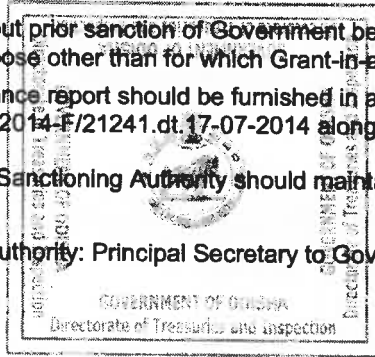 ut prior sanction of Government be
ose other than for which Grant-in-a
nce report should be furnished in a
2014-F/21241.dt.17-07-2014 along
Sanctioning Authority should mainta
uthority: Principal Secretary to Gov
GOVERNMENT OF ODISHA
Directorate of Treasuries and Inspection